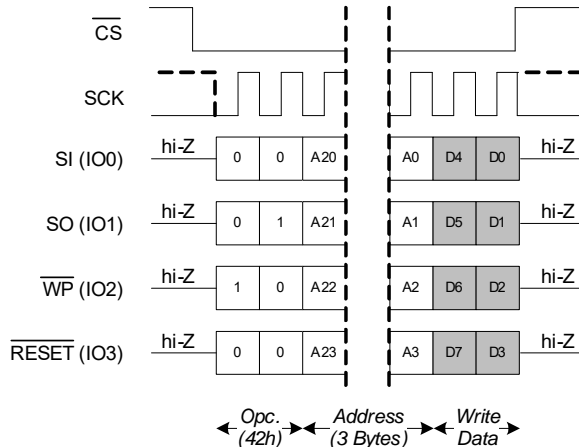 CS
SCK
SI (IO0) hi-Z 0 0 A20 A0 D4 D0 hi-Z
SO (IO1) hi-Z 0 1 A21 A1 D5 D1 hi-Z
WP (IO2) hi-Z 1 0 A22 A2 D6 D2 hi-Z
RESET (IO3) hi-Z 0 0 A23 A3 D7 D3 hi-Z
Opc. Address Write
(42h) (3 Bytes) Data